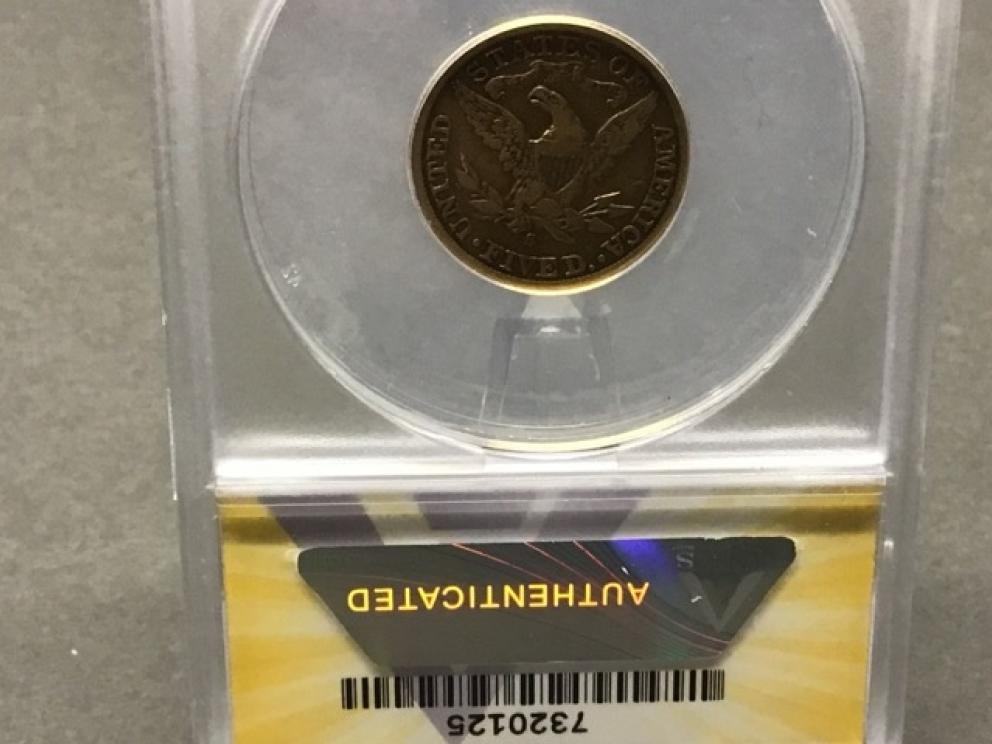 UNITED STATES OF AMERICA
· FIVE D. ·
AUTHENTICATED
7320125